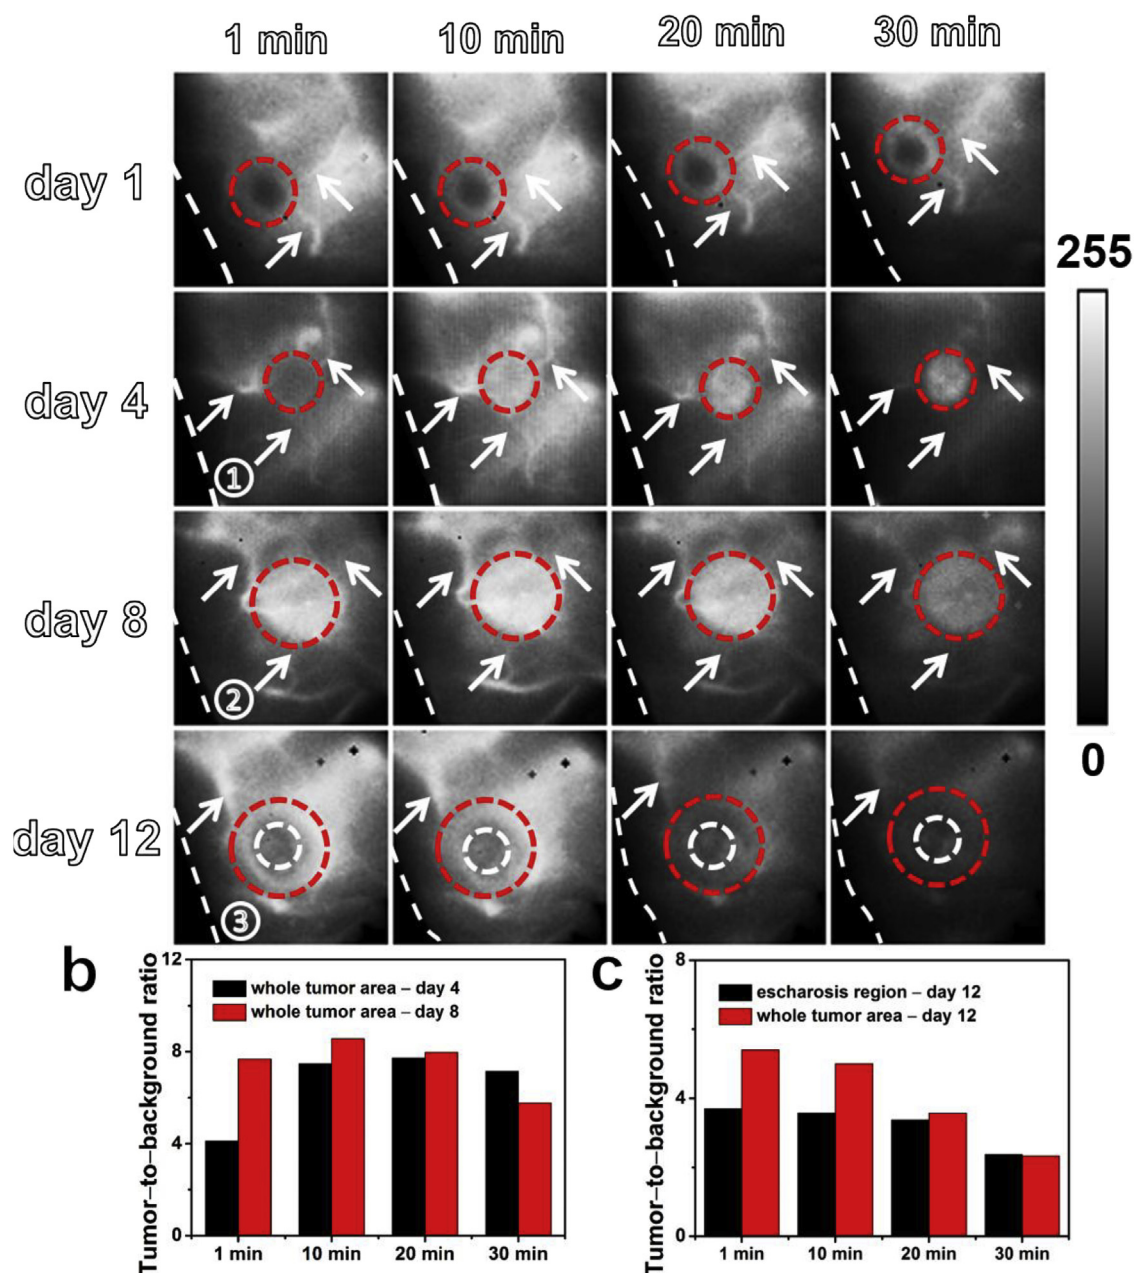 1 min 10 min 20 min 30 min
day 1
255
day 4
①
day 8
②
0
day 12
③
b
Tumor–to–background ratio
12
8
4
0
whole tumor area – day 4
whole tumor area – day 8
1 min 10 min 20 min 30 min
c
Tumor–to–background ratio
8
4
0
escharosis region – day 12
whole tumor area – day 12
1 min 10 min 20 min 30 min